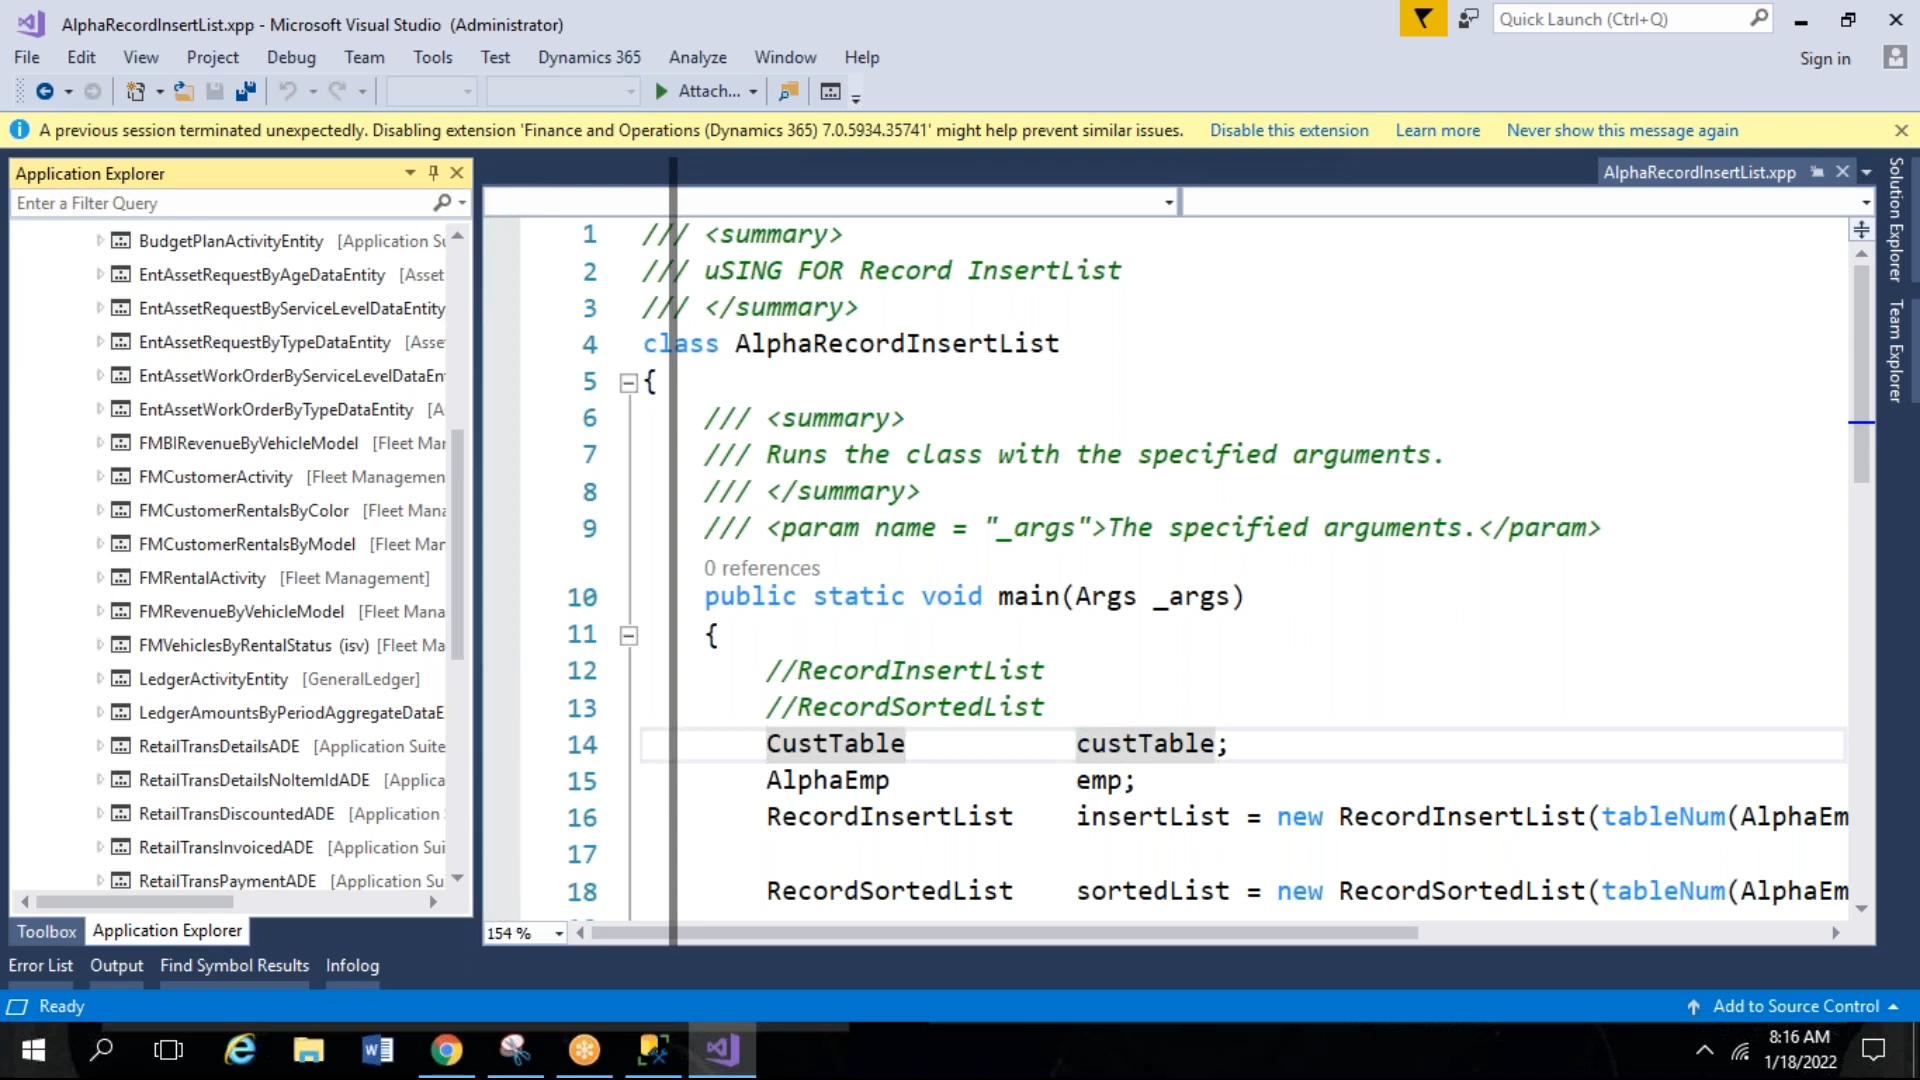 AlphaRecordInsertList.xpp - Microsoft Visual Studio (Administrator)
Quick Launch (Ctrl+Q)
File Edit View Project Debug Team Tools Test Dynamics 365 Analyze Window Help
Sign in
Attach...
A previous session terminated unexpectedly. Disabling extension 'Finance and Operations (Dynamics 365) 7.0.5934.35741' might help prevent similar issues. Disable this extension Learn more Never show this message again
Application Explorer
Enter a Filter Query
BudgetPlanActivityEntity [Application Su
EntAssetRequestByAgeDataEntity [Asset
EntAssetRequestByServiceLevelDataEntity
EntAssetRequestByTypeDataEntity [Asse
EntAssetWorkOrderByServiceLevelDataEn
EntAssetWorkOrderByTypeDataEntity [A
FMBIRevenueByVehicleModel [Fleet Mar
FMCustomerActivity [Fleet Managemen
FMCustomerRentalsByColor [Fleet Mana
FMCustomerRentalsByModel [Fleet Mar
FMRentalActivity [Fleet Management]
FMRevenueByVehicleModel [Fleet Mana
FMVehiclesByRentalStatus (isv) [Fleet Ma
LedgerActivityEntity [GeneralLedger]
LedgerAmountsByPeriodAggregateDataE
RetailTransDetailsADE [Application Suite
RetailTransDetailsNoItemIdADE [Applica
RetailTransDiscountedADE [Application
RetailTransInvoicedADE [Application Sui
RetailTransPaymentADE [Application Su
Toolbox Application Explorer
AlphaRecordInsertList.xpp
1 /// <summary>
2 /// uSING FOR Record InsertList
3 /// </summary>
4 class AlphaRecordInsertList
5 {
6 /// <summary>
7 /// Runs the class with the specified arguments.
8 /// </summary>
9 /// <param name = "_args">The specified arguments.</param>
0 references
10 public static void main(Args _args)
11 {
12 //RecordInsertList
13 //RecordSortedList
14 CustTable custTable;
15 AlphaEmp emp;
16 RecordInsertList insertList = new RecordInsertList(tableNum(AlphaEm
17
18 RecordSortedList sortedList = new RecordSortedList(tableNum(AlphaEm
154 %
Solution Explorer
Team Explorer
Error List Output Find Symbol Results Infolog
Ready
Add to Source Control
8:16 AM
1/18/2022